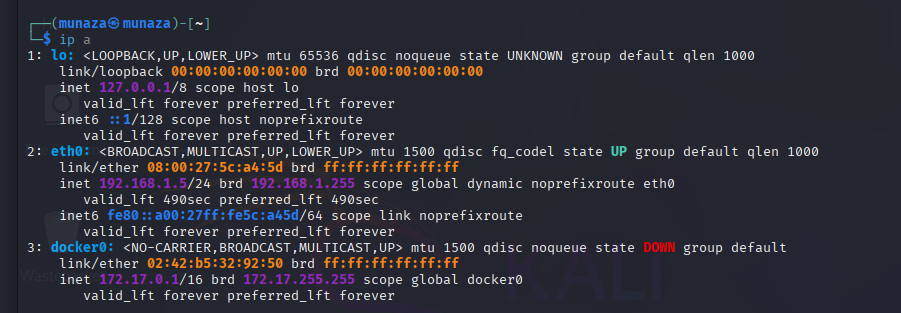 ┌──(munaza㉿munaza)-[~]
└─$ ip a
1: lo: <LOOPBACK,UP,LOWER_UP> mtu 65536 qdisc noqueue state UNKNOWN group default qlen 1000
    link/loopback 00:00:00:00:00:00 brd 00:00:00:00:00:00
    inet 127.0.0.1/8 scope host lo
       valid_lft forever preferred_lft forever
    inet6 ::1/128 scope host noprefixroute
       valid_lft forever preferred_lft forever
2: eth0: <BROADCAST,MULTICAST,UP,LOWER_UP> mtu 1500 qdisc fq_codel state UP group default qlen 1000
    link/ether 08:00:27:5c:a4:5d brd ff:ff:ff:ff:ff:ff
    inet 192.168.1.5/24 brd 192.168.1.255 scope global dynamic noprefixroute eth0
       valid_lft 490sec preferred_lft 490sec
    inet6 fe80::a00:27ff:fe5c:a45d/64 scope link noprefixroute
       valid_lft forever preferred_lft forever
3: docker0: <NO-CARRIER,BROADCAST,MULTICAST,UP> mtu 1500 qdisc noqueue state DOWN group default
    link/ether 02:42:b5:32:92:50 brd ff:ff:ff:ff:ff:ff
    inet 172.17.0.1/16 brd 172.17.255.255 scope global docker0
       valid_lft forever preferred_lft forever
KALI